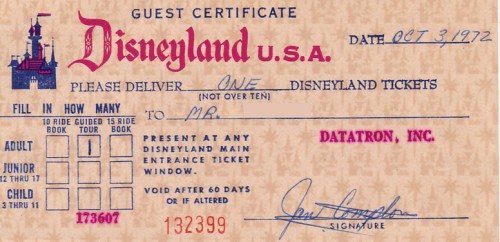 GUEST CERTIFICATE
Disneyland U.S.A.
DATE OCT 3, 1972
PLEASE DELIVER ONE DISNEYLAND TICKETS
(NOT OVER TEN)
FILL IN HOW MANY
TO MR.
10 RIDE BOOK GUIDED TOUR 15 RIDE BOOK
ADULT 1
JUNIOR
12 THRU 17
CHILD
3 THRU 11
173607
PRESENT AT ANY
DISNEYLAND MAIN
ENTRANCE TICKET
WINDOW.
VOID AFTER 60 DAYS
OR IF ALTERED
132399
DATATRON, INC.
Compton
SIGNATURE